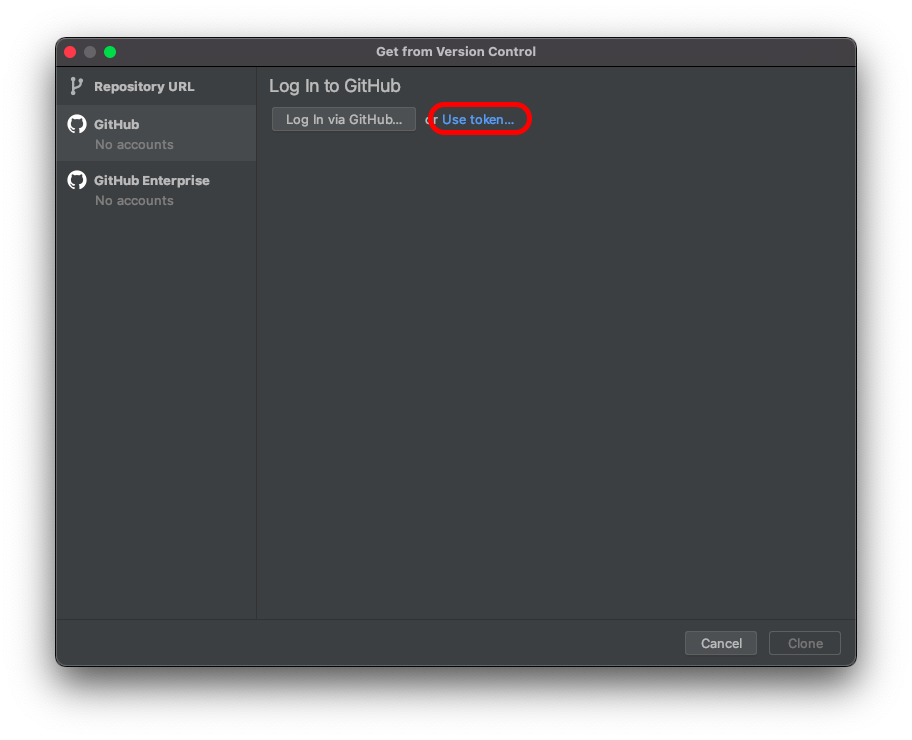 Get from Version Control
Repository URL
GitHub
No accounts
GitHub Enterprise
No accounts
Log In to GitHub
Log In via GitHub... or Use token...
Cancel
Clone